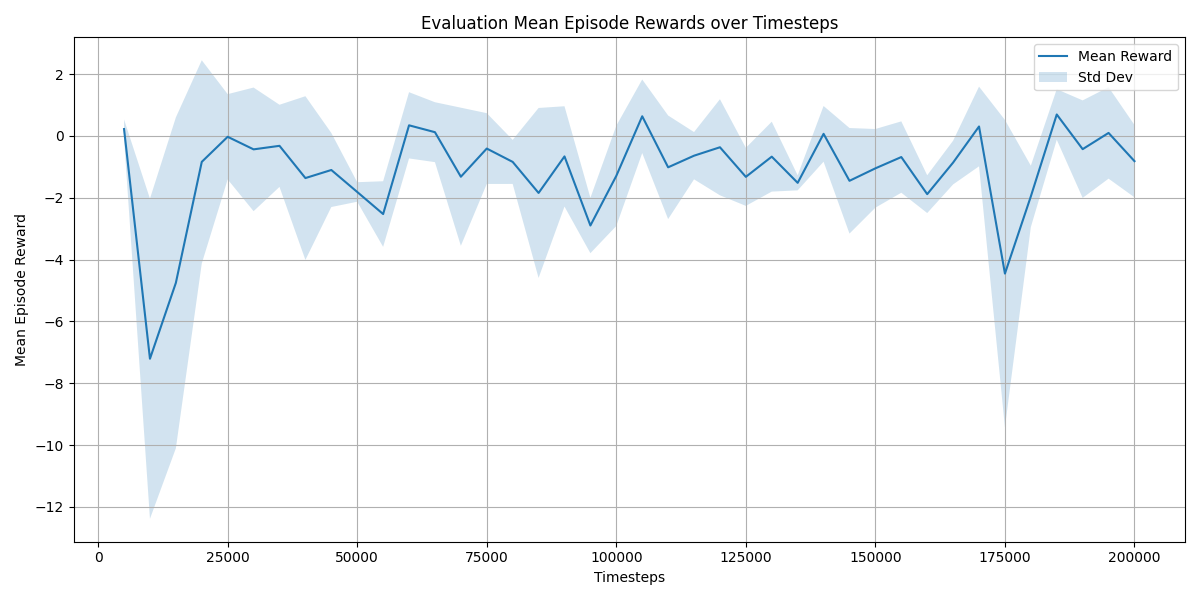 Evaluation Mean Episode Rewards over Timesteps
Mean Reward
Std Dev
Mean Episode Reward
2
0
−2
−4
−6
−8
−10
−12
0 25000 50000 75000 100000 125000 150000 175000 200000
Timesteps